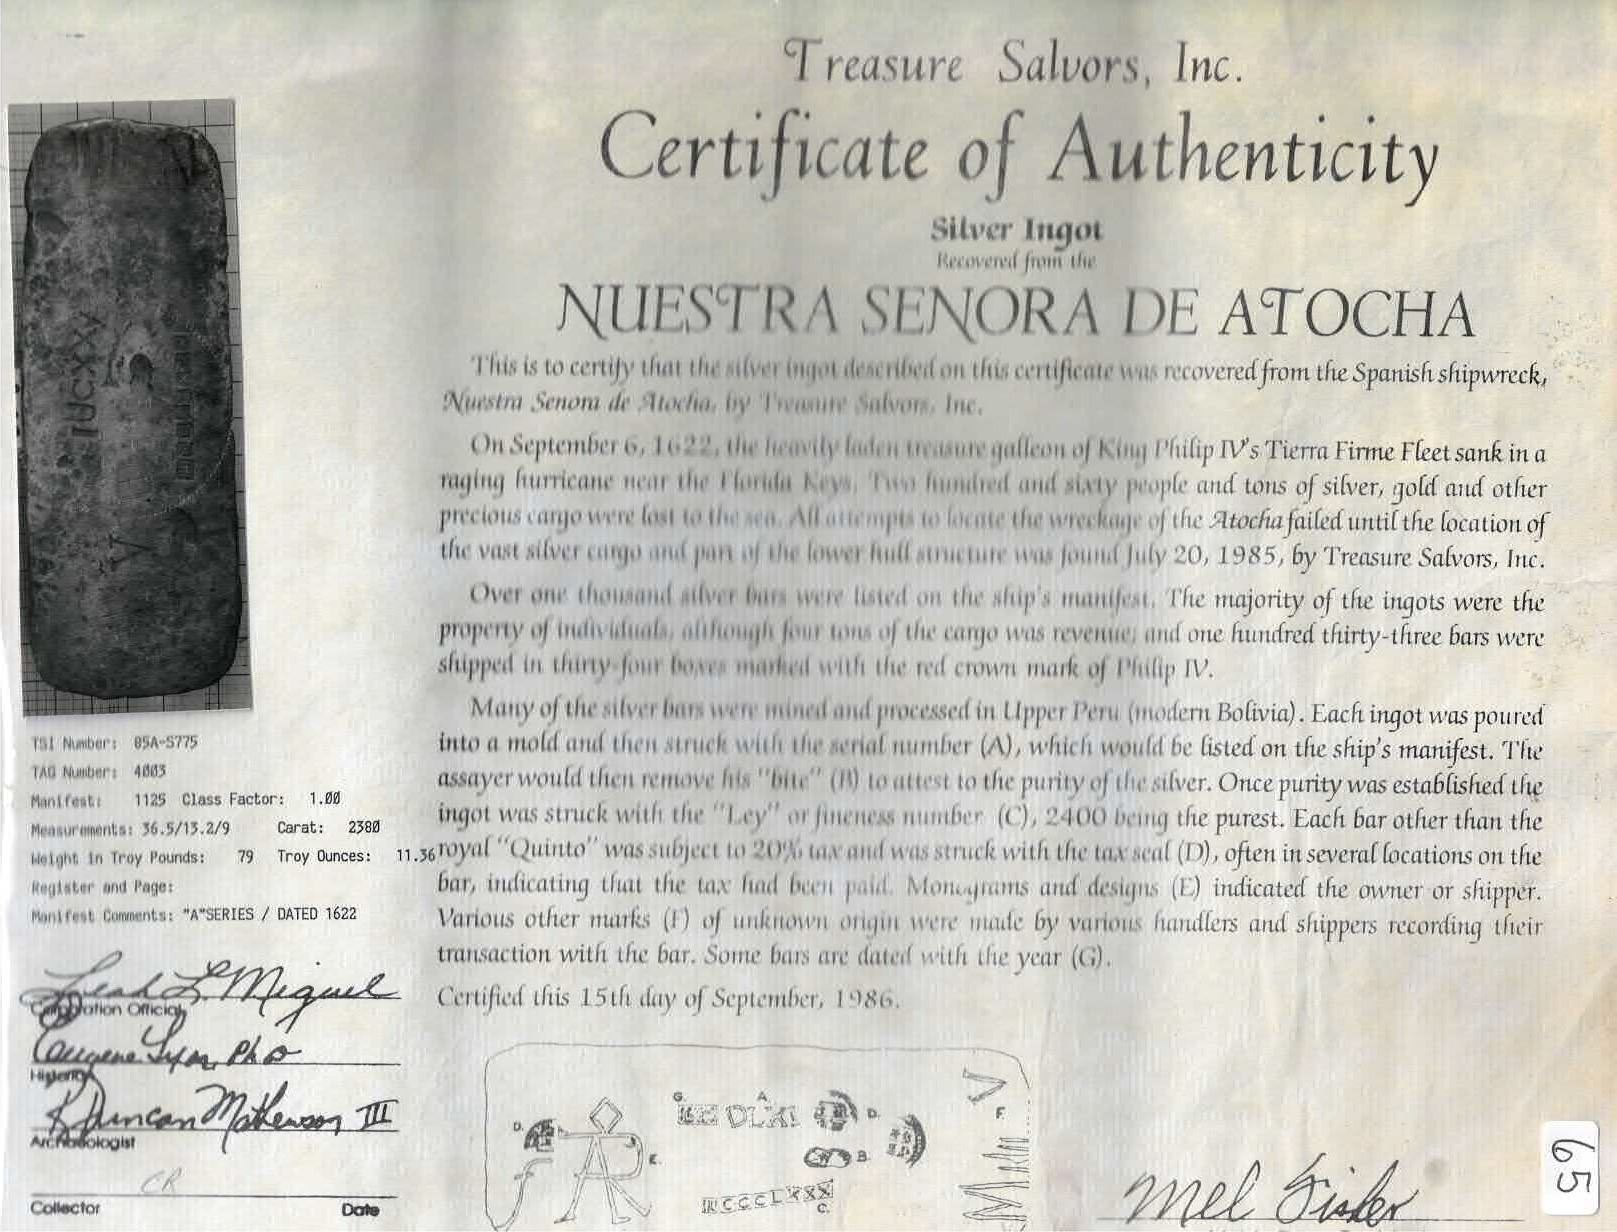 Treasure Salvors, Inc.
Certificate of Authenticity
Silver Ingot
Recovered from the
NUESTRA SENORA DE ATOCHA
This is to certify that the silver ingot described on this certificate was recovered from the Spanish shipwreck,
Nuestra Senora de Atocha, by Treasure Salvors, Inc.
On September 6, 1622, the heavily laden treasure galleon of King Philip IV's Tierra Firme Fleet sank in a
raging hurricane near the Florida Keys. Two hundred and sixty people and tons of silver, gold and other
precious cargo were lost to the sea. All attempts to locate the wreckage of the Atocha failed until the location of
the vast silver cargo and part of the lower hull structure was found July 20, 1985, by Treasure Salvors, Inc.
Over one thousand silver bars were listed on the ship's manifest. The majority of the ingots were the
property of individuals, although four tons of the cargo was revenue; and one hundred thirty-three bars were
shipped in thirty-four boxes marked with the red crown mark of Philip IV.
Many of the silver bars were mined and processed in Upper Peru (modern Bolivia). Each ingot was poured
into a mold and then struck with the serial number (A), which would be listed on the ship's manifest. The
assayer would then remove his "bite" (B) to attest to the purity of the silver. Once purity was established the
ingot was struck with the "Ley" or fineness number (C), 2400 being the purest. Each bar other than the
royal "Quinto" was subject to 20% tax and was struck with the tax seal (D), often in several locations on the
bar, indicating that the tax had been paid. Monograms and designs (E) indicated the owner or shipper.
Various other marks (F) of unknown origin were made by various handlers and shippers recording their
transaction with the bar. Some bars are dated with the year (G).
Certified this 15th day of September, 1986.
IUCXX
TSI Number: 85A-S775
TAG Number: 4003
Manifest: 1125 Class Factor: 1.00
Measurements: 36.5/13.2/9 Carat: 2380
Weight in Troy Pounds: 79 Troy Ounces: 11.36
Register and Page:
Manifest Comments: "A"SERIES / DATED 1622
Leah L. Miguel
Corporation Official
Eugene Lyon, PhD
Historian
R Duncan Mathewson III
Archaeologist
CR
Collector Date
G. A. D. F.
D. E. B.
C.
V
Mel Fisher
65